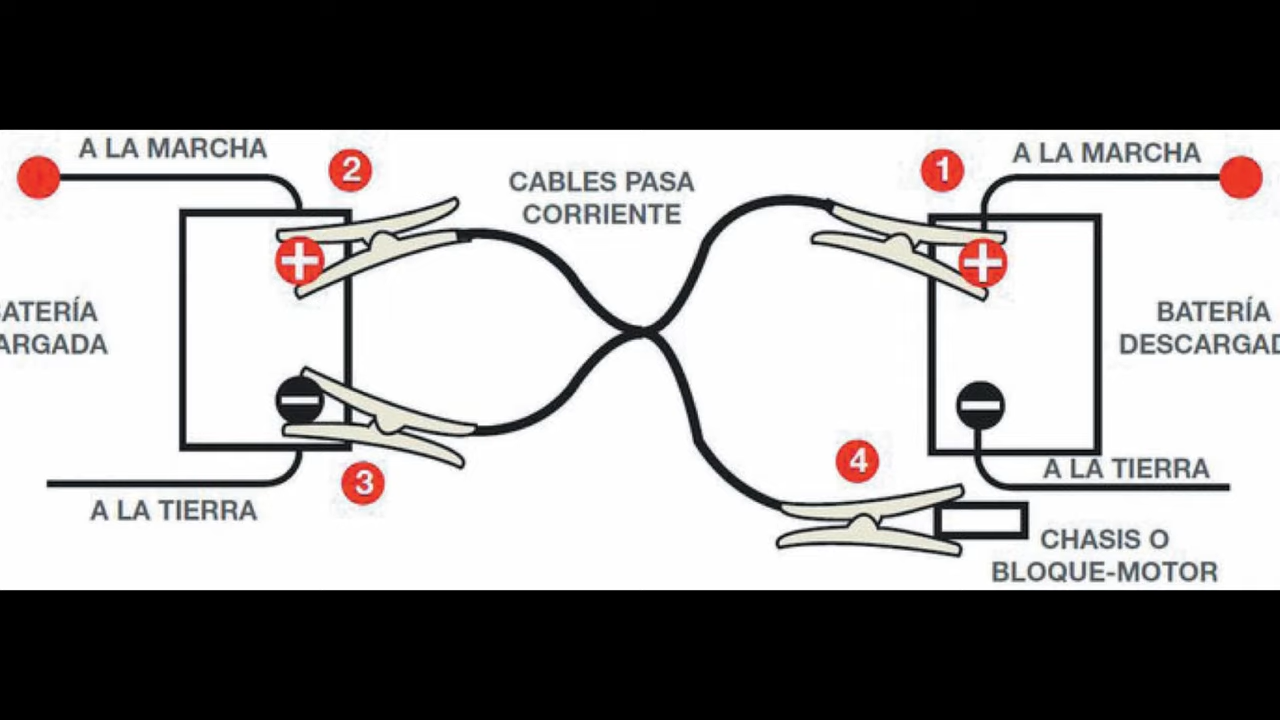 A LA MARCHA
2
CABLES PASA
CORRIENTE
1
A LA MARCHA
+
+
BATERÍA
ARGADA
BATERÍA
DESCARGAD
−
−
3
A LA TIERRA
4
A LA TIERRA
CHASIS O
BLOQUE-MOTOR